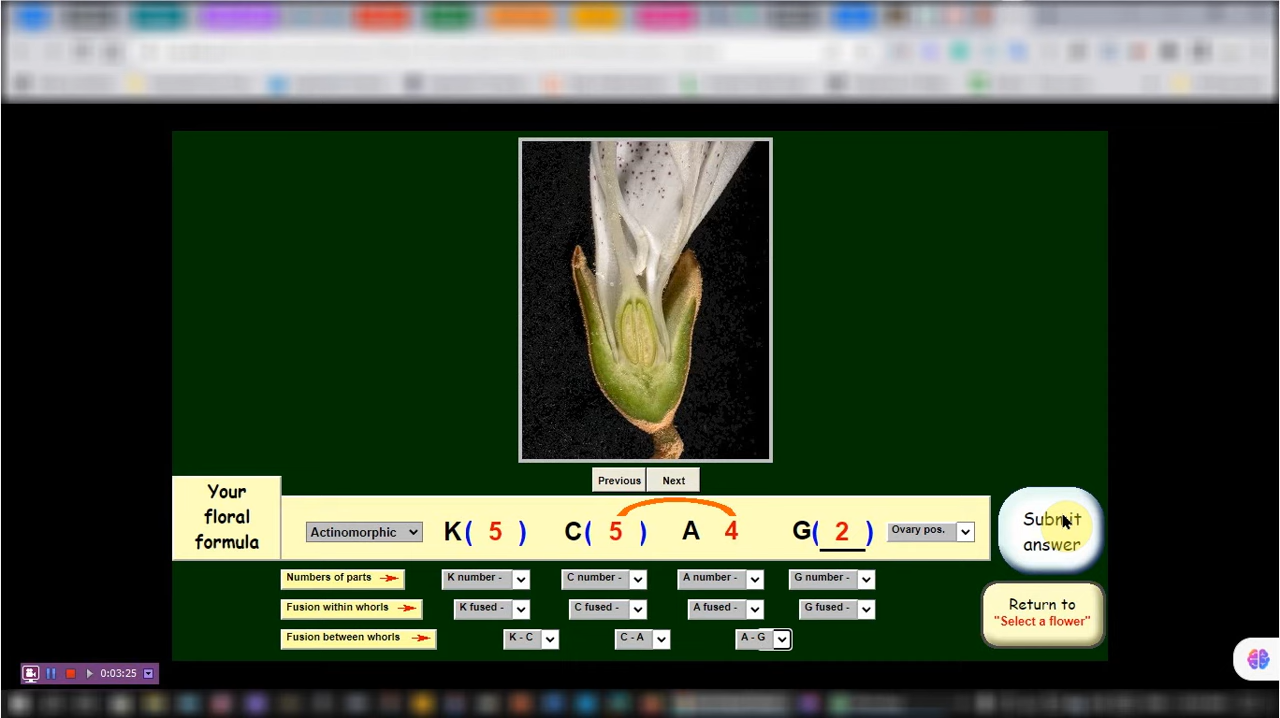 Previous Next
Your
floral
formula
Actinomorphic K( 5 ) C( 5 ) A 4 G( 2 ) Ovary pos.
Submit
answer
Numbers of parts K number - C number - A number - G number -
Fusion within whorls K fused - C fused - A fused - G fused -
Fusion between whorls K - C C - A A - G
Return to
"Select a flower"
0:03:25